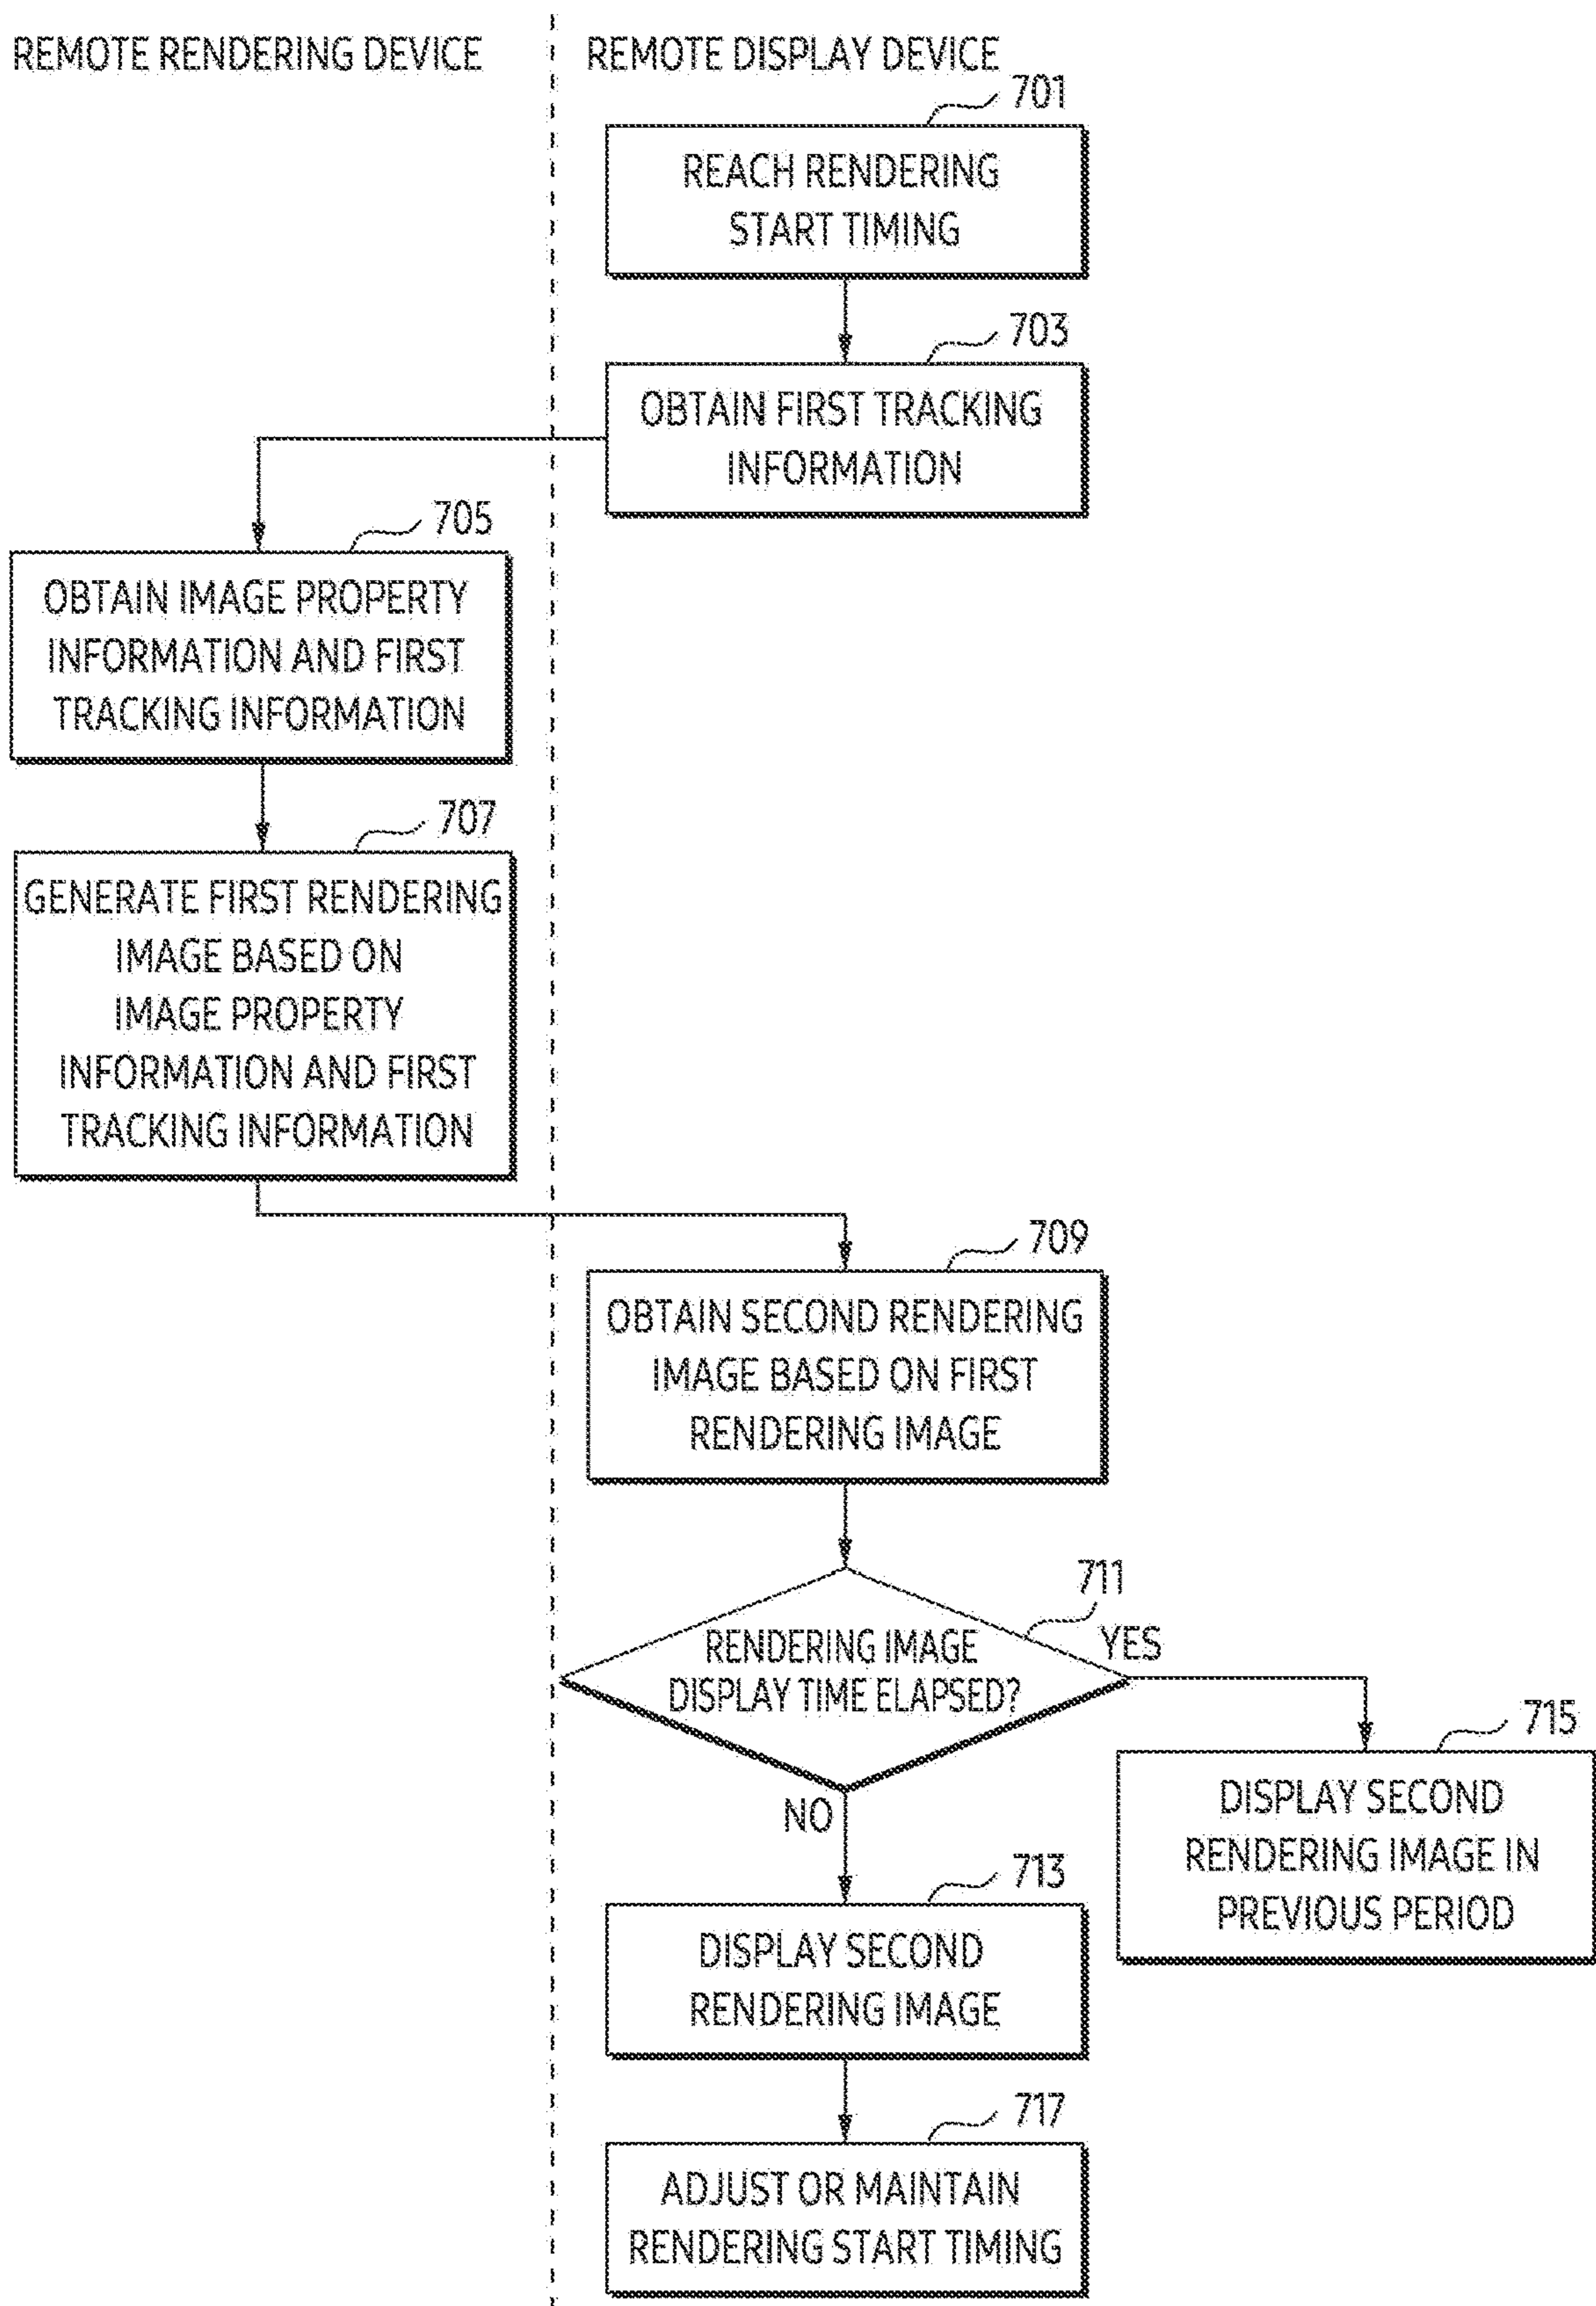 REMOTE RENDERING DEVICE
REMOTE DISPLAY DEVICE
701
REACH RENDERING
START TIMING
703
OBTAIN FIRST TRACKING
INFORMATION
705
OBTAIN IMAGE PROPERTY
INFORMATION AND FIRST
TRACKING INFORMATION
707
GENERATE FIRST RENDERING
IMAGE BASED ON
IMAGE PROPERTY
INFORMATION AND FIRST
TRACKING INFORMATION
709
OBTAIN SECOND RENDERING
IMAGE BASED ON FIRST
RENDERING IMAGE
711
RENDERING IMAGE
DISPLAY TIME ELAPSED?
YES
NO
715
DISPLAY SECOND
RENDERING IMAGE IN
PREVIOUS PERIOD
713
DISPLAY SECOND
RENDERING IMAGE
717
ADJUST OR MAINTAIN
RENDERING START TIMING